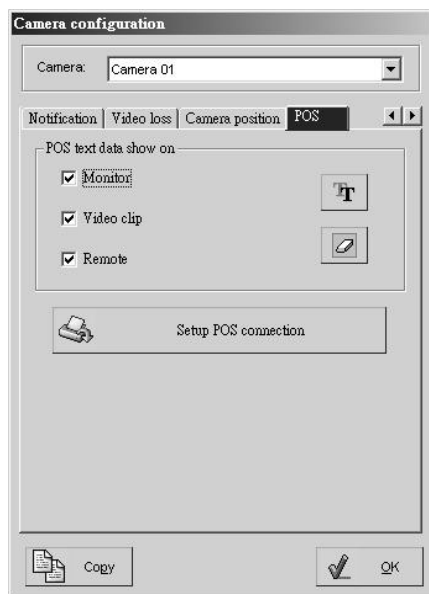 Camera configuration
Camera: Camera 01
Notification Video loss Camera position POS
POS text data show on
Monitor
Video clip
Remote
Setup POS connection
Copy OK